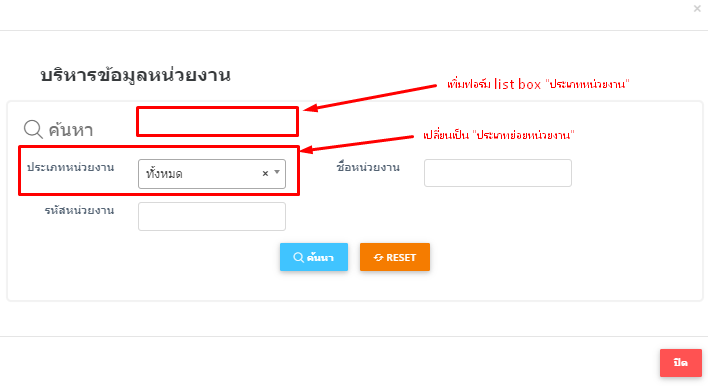 ×
บริหารข้อมูลหน่วยงาน
เพิ่มฟอร์ม list box "ประเภทหน่วยงาน"
ค้นหา
เปลี่ยนเป็น "ประเภทย่อยหน่วยงาน"
ประเภทหน่วยงาน
ทั้งหมด ×
ชื่อหน่วยงาน
รหัสหน่วยงาน
ค้นหา
RESET
ปิด